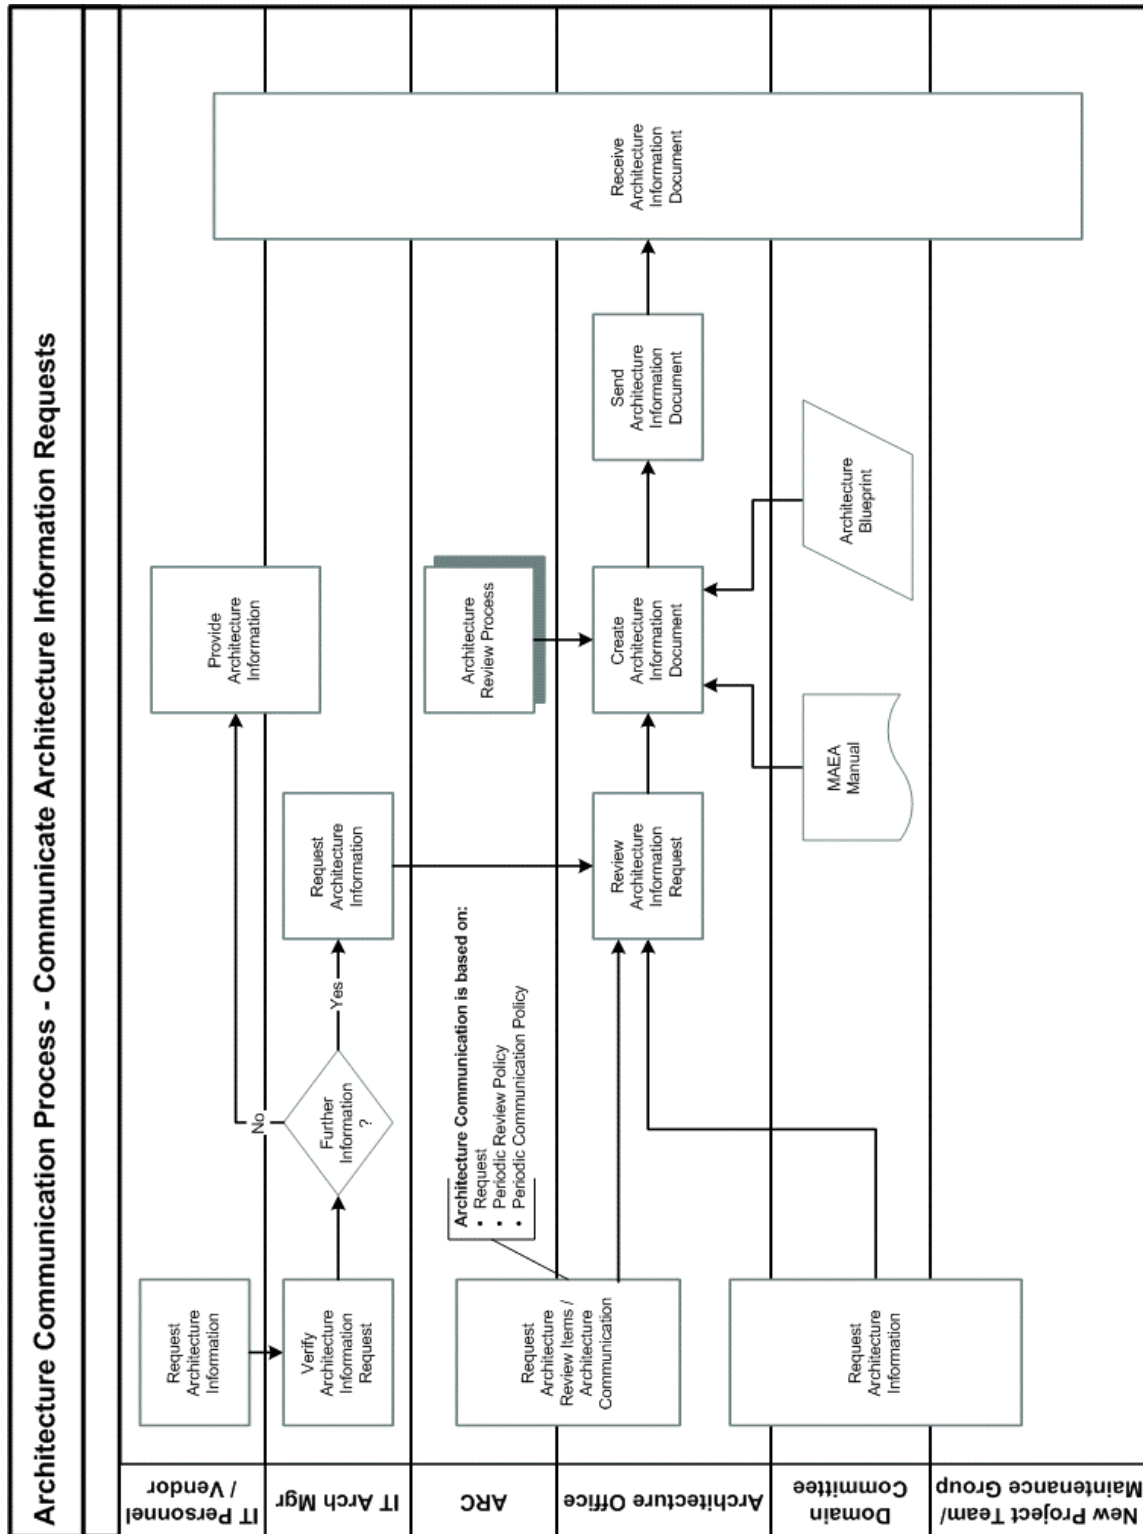 Architecture Communication Process - Communicate Architecture Information Requests
IT Personnel
/ Vendor
Request
Architecture
Information
No
Provide
Architecture
Information
IT Arch Mgr
Verify
Architecture
Information
Request
Further
Information
?
Yes
Request
Architecture
Information
ARC
Architecture Communication is based on:
• Request
• Periodic Review Policy
• Periodic Communication Policy
Architecture
Review Process
Request
Architecture
Review Items /
Architecture
Communication
Architecture Office
Review
Architecture
Information
Request
Create
Architecture
Information
Document
Send
Architecture
Information
Document
Receive
Architecture
Information
Document
Domain
Committee
Request
Architecture
Information
MAEA
Manual
Architecture
Blueprint
New Project Team/
Maintenance Group